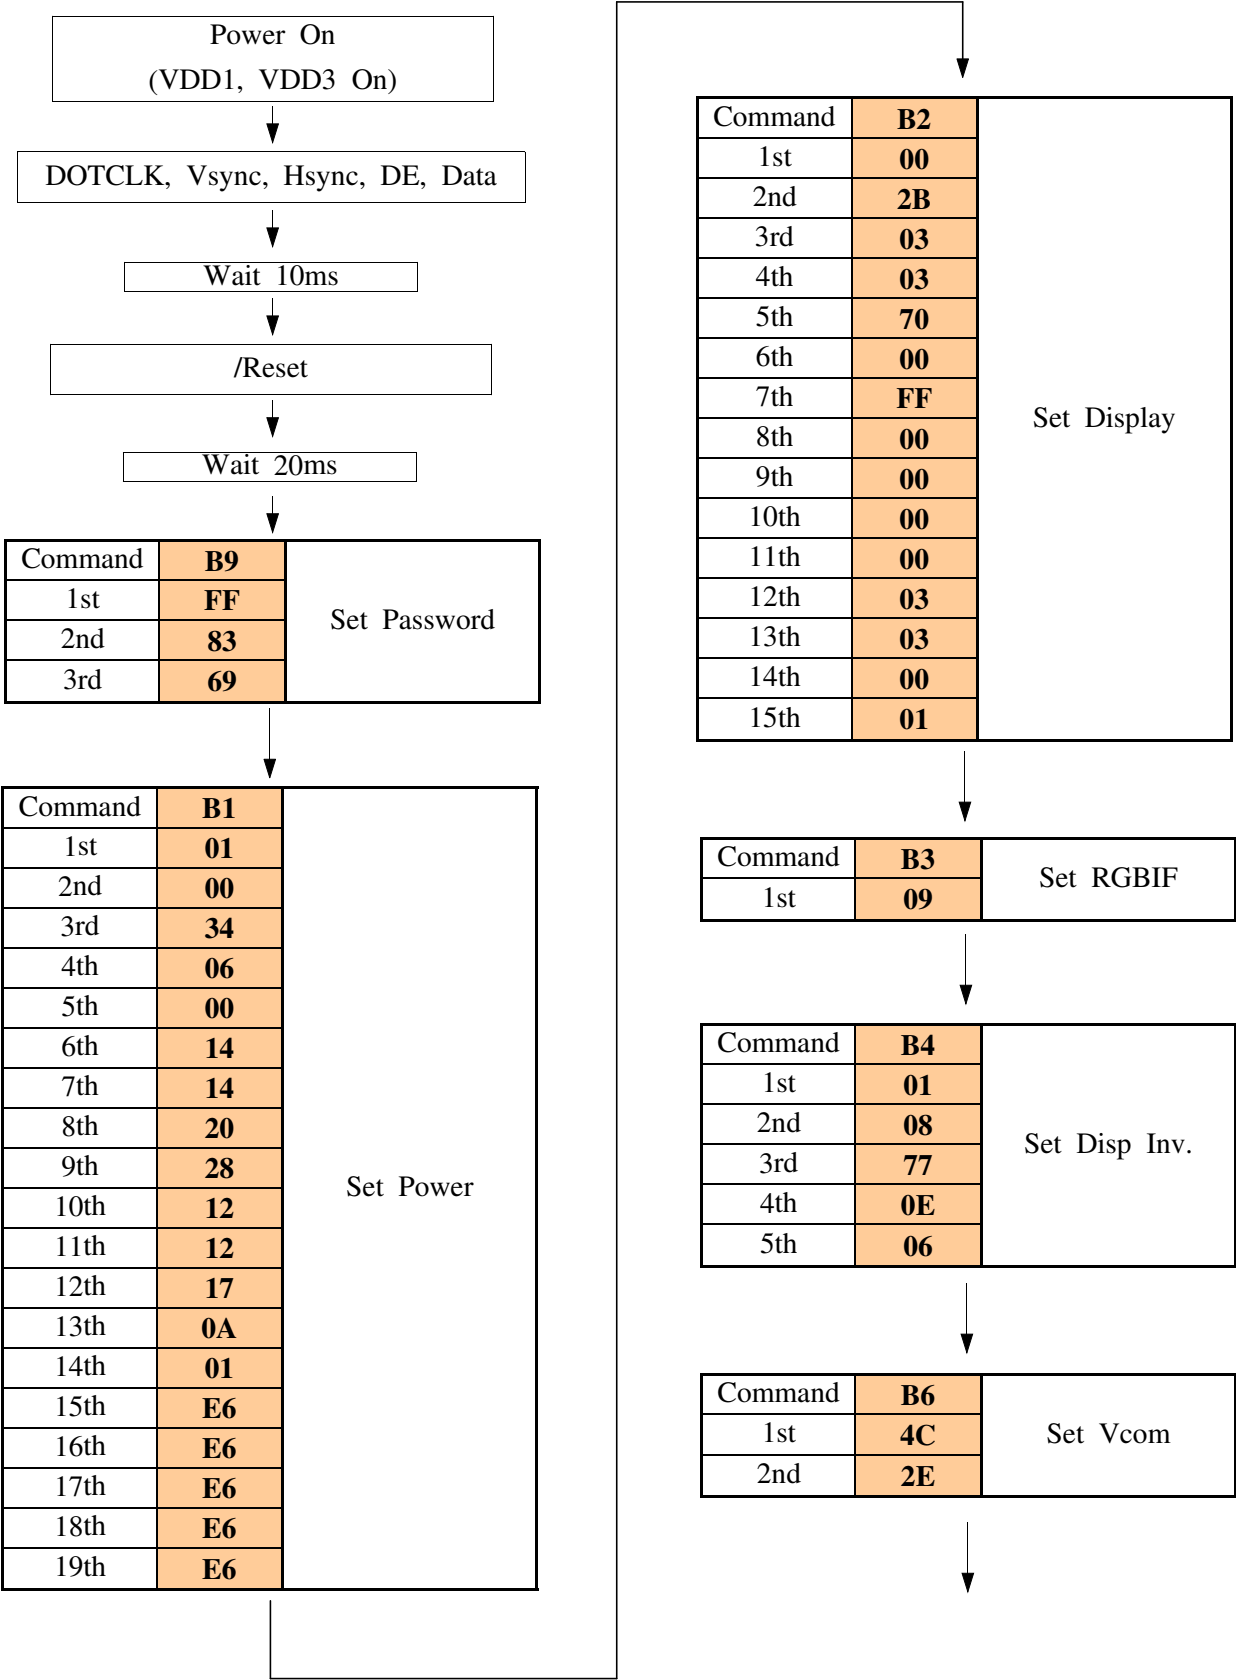 Power On
(VDD1, VDD3 On)
DOTCLK, Vsync, Hsync, DE, Data
Wait 10ms
/Reset
Wait 20ms
Command B9
1st FF
Set Password
2nd 83
3rd 69
Command B1
1st 01
2nd 00
3rd 34
4th 06
5th 00
6th 14
7th 14
8th 20
9th 28
Set Power
10th 12
11th 12
12th 17
13th 0A
14th 01
15th E6
16th E6
17th E6
18th E6
19th E6
Command B2
1st 00
2nd 2B
3rd 03
4th 03
5th 70
6th 00
7th FF
Set Display
8th 00
9th 00
10th 00
11th 00
12th 03
13th 03
14th 00
15th 01
Command B3
Set RGBIF
1st 09
Command B4
1st 01
2nd 08
Set Disp Inv.
3rd 77
4th 0E
5th 06
Command B6
1st 4C Set Vcom
2nd 2E